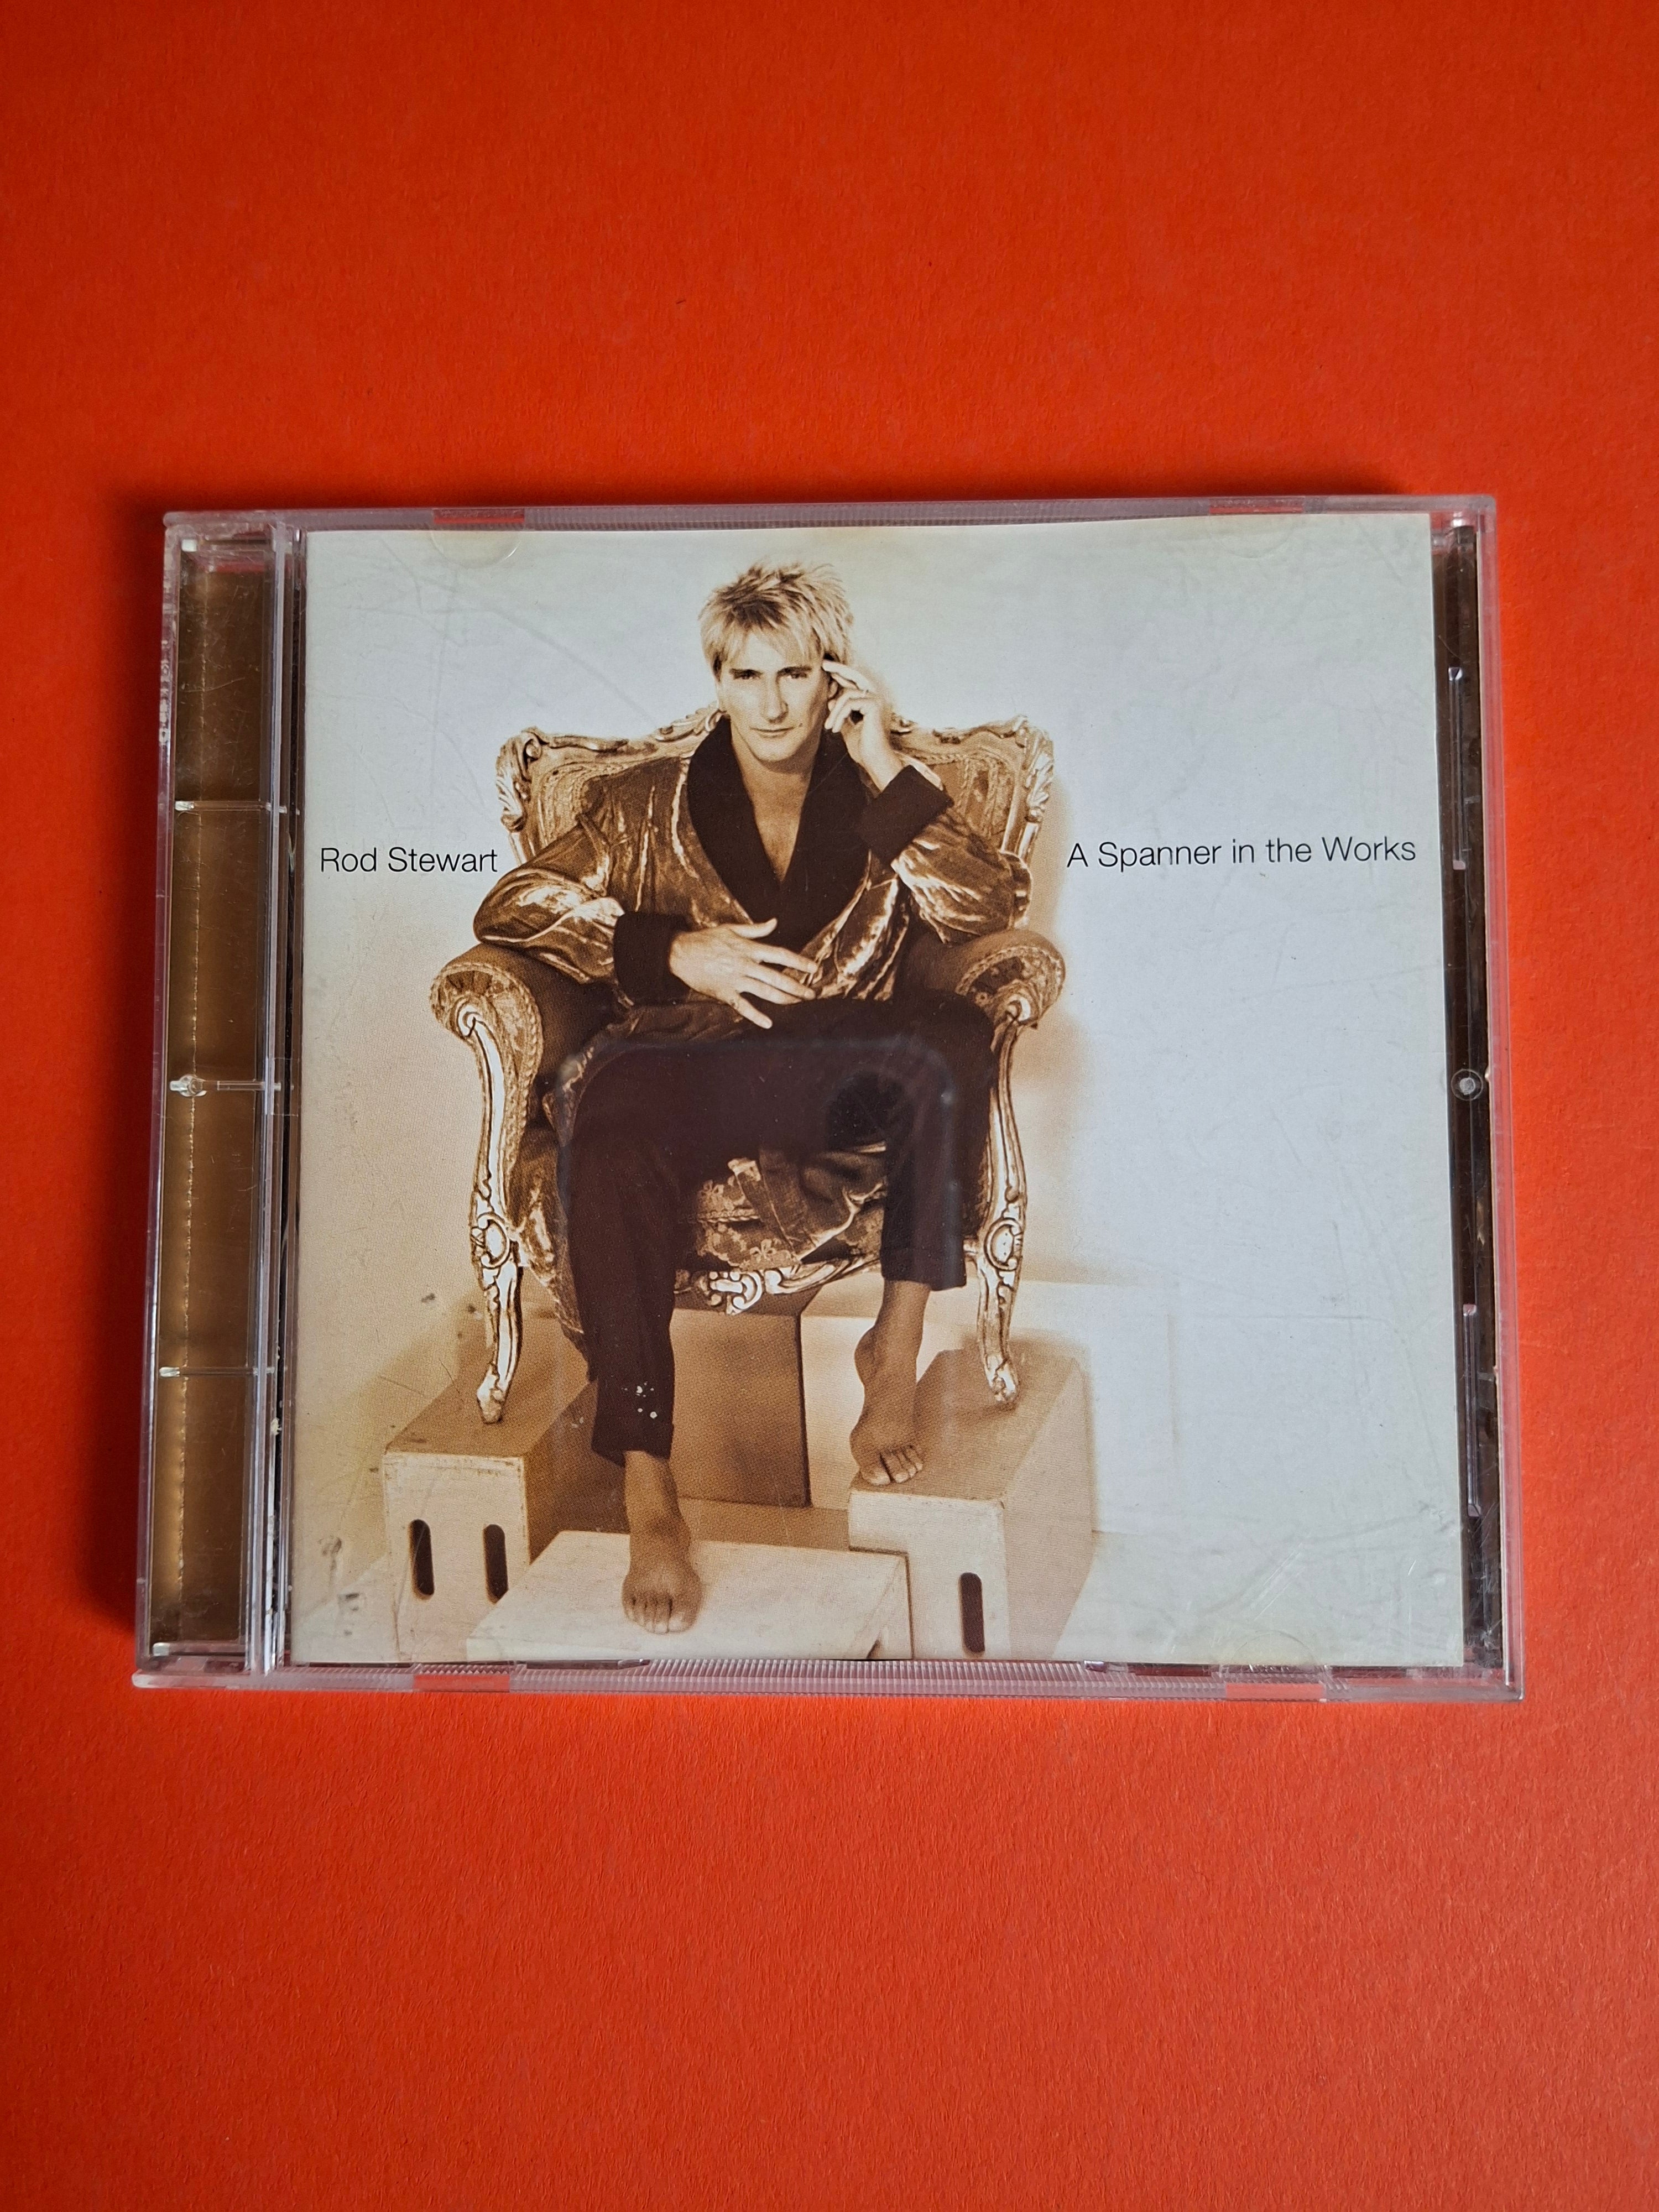 Rod Stewart
A Spanner in the Works